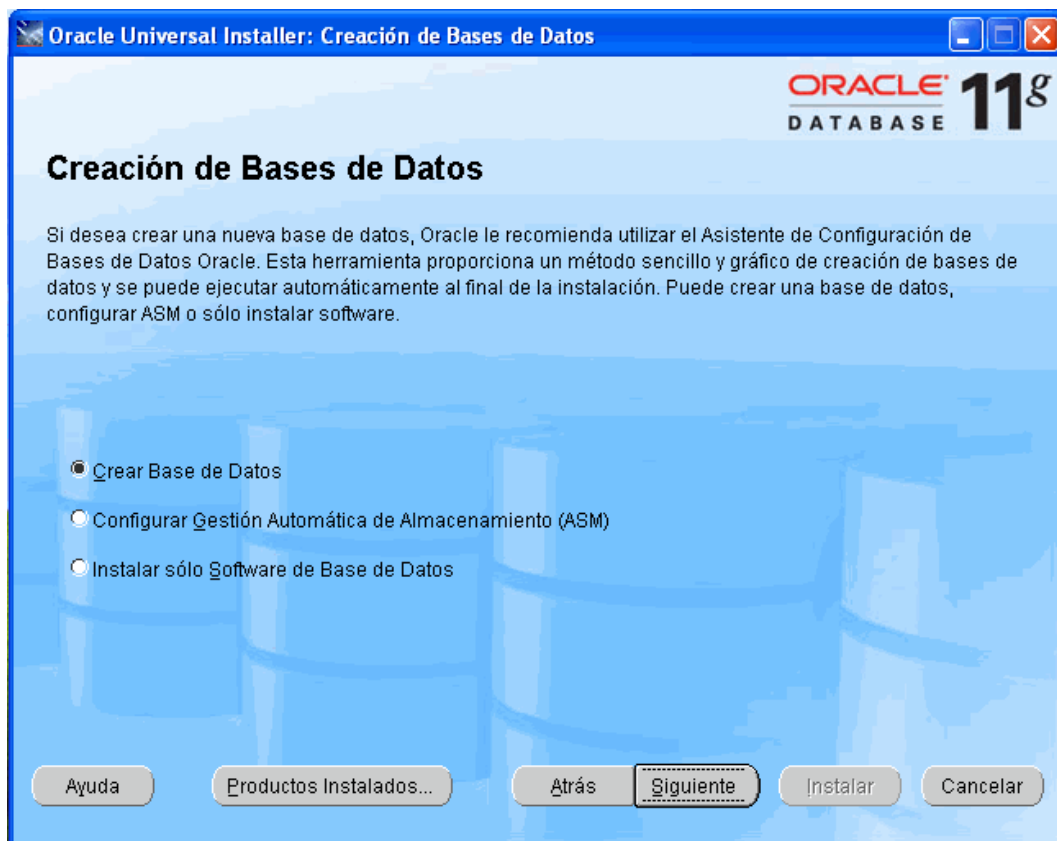 Oracle Universal Installer: Creación de Bases de Datos
ORACLE 11g
DATABASE
Creación de Bases de Datos
Si desea crear una nueva base de datos, Oracle le recomienda utilizar el Asistente de Configuración de
Bases de Datos Oracle. Esta herramienta proporciona un método sencillo y gráfico de creación de bases de
datos y se puede ejecutar automáticamente al final de la instalación. Puede crear una base de datos,
configurar ASM o sólo instalar software.
Crear Base de Datos
Configurar Gestión Automática de Almacenamiento (ASM)
Instalar sólo Software de Base de Datos
Ayuda Productos Instalados... Atrás Siguiente Instalar Cancelar